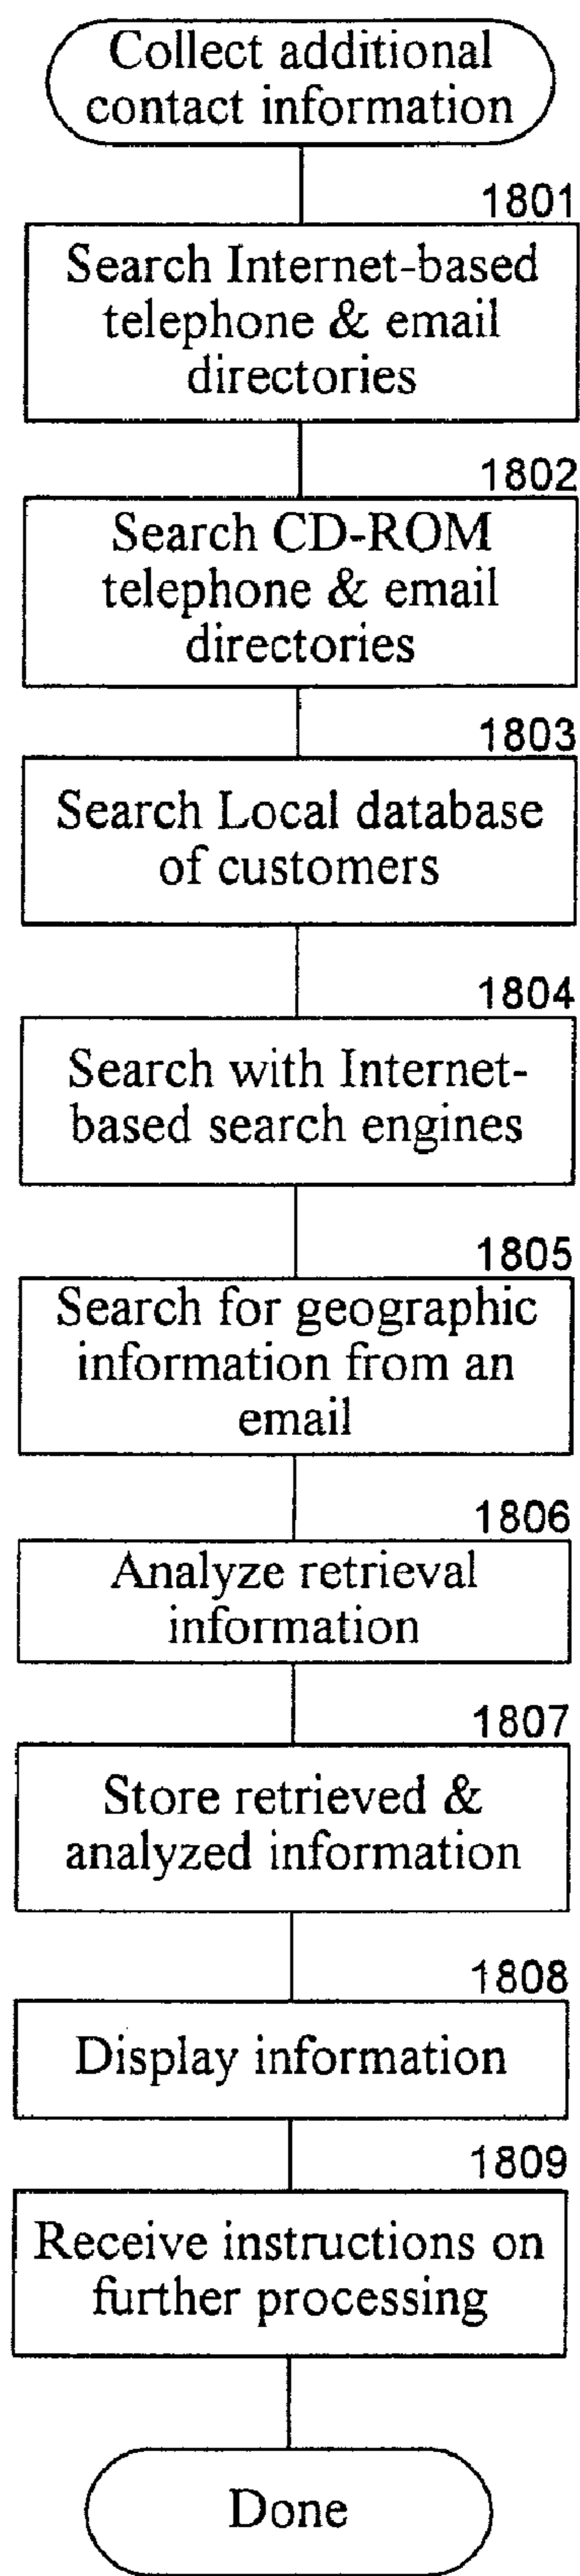 Collect additional
contact information
1801
Search Internet-based
telephone & email
directories
1802
Search CD-ROM
telephone & email
directories
1803
Search Local database
of customers
1804
Search with Internet-
based search engines
1805
Search for geographic
information from an
email
1806
Analyze retrieval
information
1807
Store retrieved &
analyzed information
1808
Display information
1809
Receive instructions on
further processing
Done